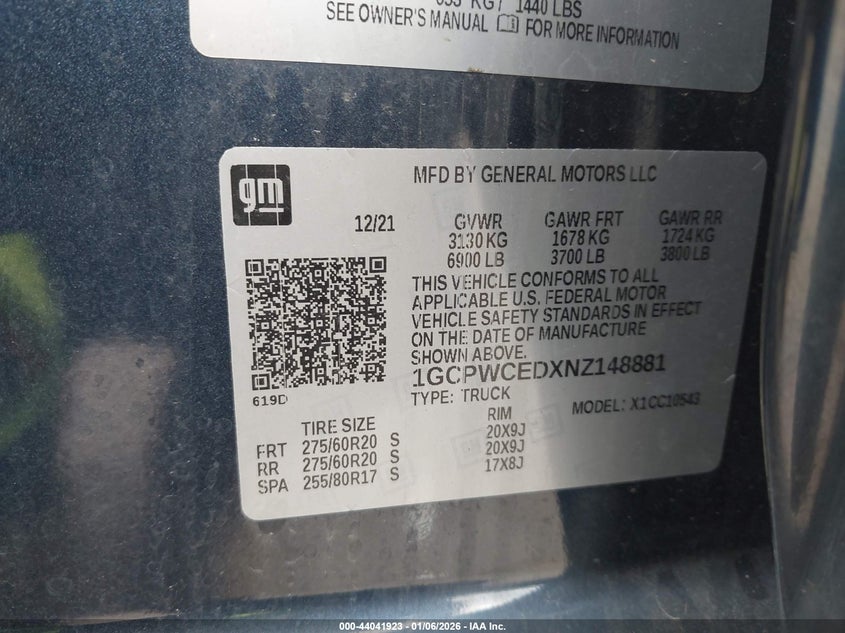 653 KG / 1440 LBS
SEE OWNER'S MANUAL FOR MORE INFORMATION
gm
MFD BY GENERAL MOTORS LLC
12/21 GVWR GAWR FRT GAWR RR
3130 KG 1678 KG 1724 KG
6900 LB 3700 LB 3800 LB
THIS VEHICLE CONFORMS TO ALL
APPLICABLE U.S. FEDERAL MOTOR
VEHICLE SAFETY STANDARDS IN EFFECT
ON THE DATE OF MANUFACTURE
SHOWN ABOVE.
1GCPWCEDXNZ148881
619D
TYPE: TRUCK
MODEL: X1CC10543
TIRE SIZE RIM
FRT 275/60R20 S 20X9J
RR 275/60R20 S 20X9J
SPA 255/80R17 S 17X8J
000-44041923 - 01/06/2026 - IAA Inc.